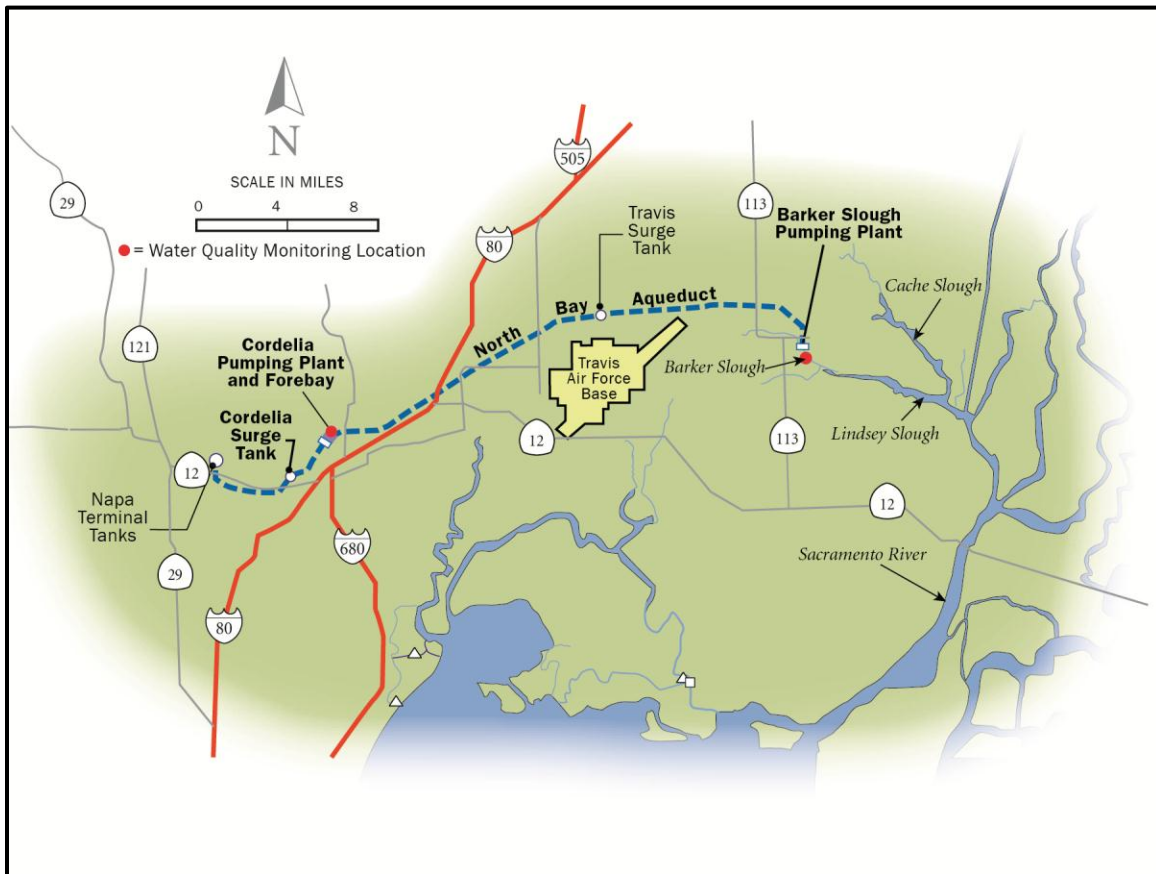 N
SCALE IN MILES
0 4 8
= Water Quality Monitoring Location
29
505
113
80
Travis
Surge
Tank
Barker Slough
Pumping Plant
Cache Slough
North Bay Aqueduct
121
Cordelia
Pumping Plant
and Forebay
Travis
Air Force
Base
Barker Slough
Cordelia
Surge
Tank
12
113
Lindsey Slough
12
Napa
Terminal
Tanks
12
680
29
Sacramento River
80